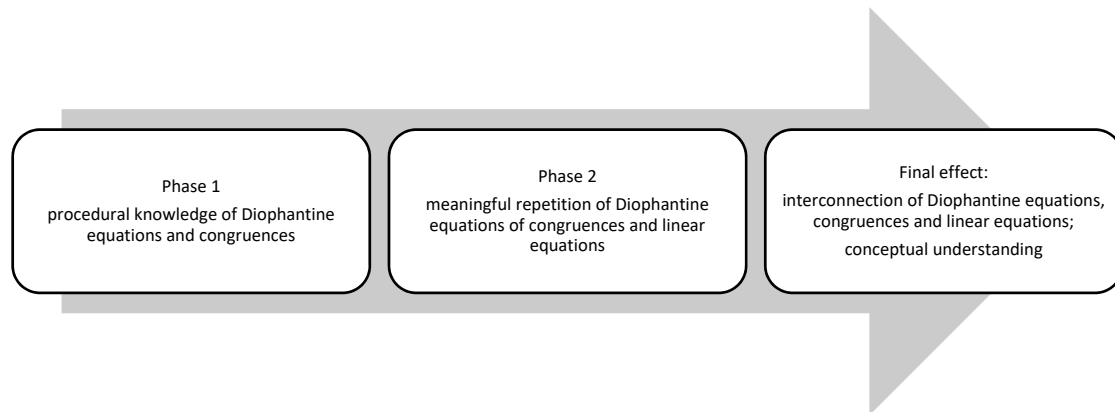 Phase 1
procedural knowledge of Diophantine
equations and congruences
Phase 2
meaningful repetition of Diophantine
equations of congruences and linear
equations
Final effect:
interconnection of Diophantine equations,
congruences and linear equations;
conceptual understanding